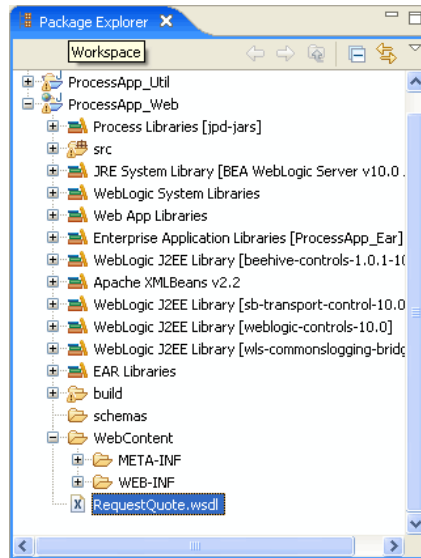 Package Explorer
Workspace
ProcessApp_Util
ProcessApp_Web
Process Libraries [jpd-jars]
src
JRE System Library [BEA WebLogic Server v10.0 .
WebLogic System Libraries
Web App Libraries
Enterprise Application Libraries [ProcessApp_Ear]
WebLogic J2EE Library [beehive-controls-1.0.1-10
Apache XMLBeans v2.2
WebLogic J2EE Library [sb-transport-control-10.0
WebLogic J2EE Library [weblogic-controls-10.0]
WebLogic J2EE Library [wls-commonslogging-bridg
EAR Libraries
build
schemas
WebContent
META-INF
WEB-INF
RequestQuote.wsdl